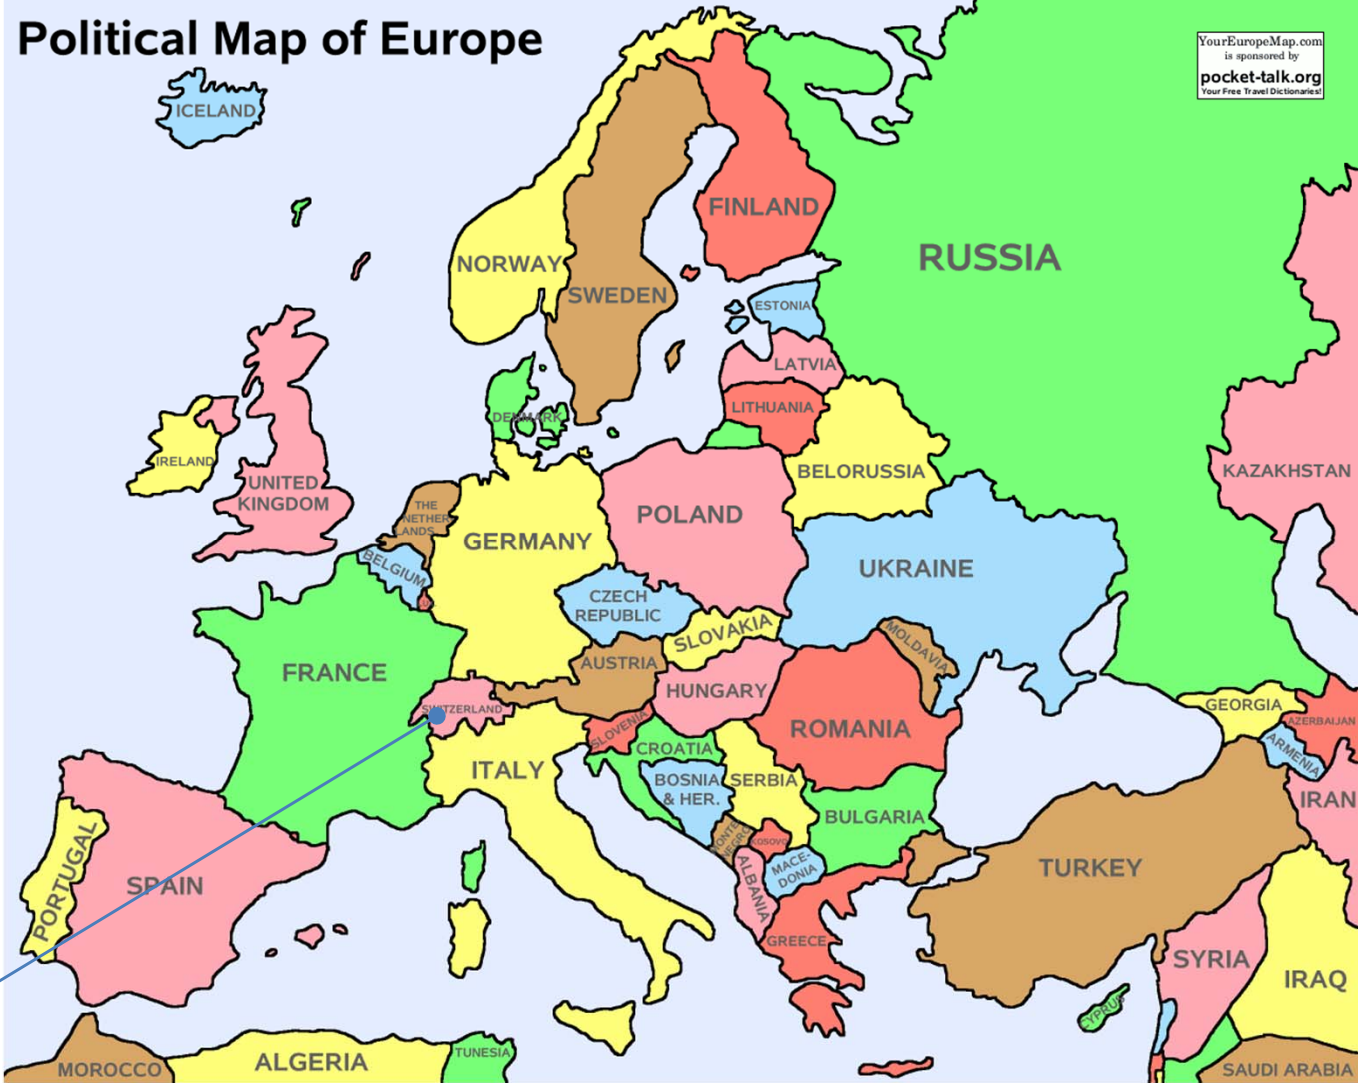 Political Map of Europe
YourEuropeMap.com
is sponsored by
pocket-talk.org
Your Free Travel Dictionaries!
ICELAND
FINLAND
RUSSIA
NORWAY
SWEDEN
ESTONIA
LATVIA
LITHUANIA
DENMARK
IRELAND
UNITED
KINGDOM
BELORUSSIA
KAZAKHSTAN
THE
NETHER
LANDS
POLAND
GERMANY
BELGIUM
UKRAINE
CZECH
REPUBLIC
SLOVAKIA
MOLDAVIA
FRANCE
AUSTRIA
HUNGARY
SWITZERLAND
GEORGIA
AZERBAIJAN
ROMANIA
SLOVENIA
CROATIA
ARMENIA
ITALY
BOSNIA
& HER.
SERBIA
IRAN
BULGARIA
MONTE
NEGRO
KOSOVO
PORTUGAL
SPAIN
ALBANIA
MACE-
DONIA
TURKEY
GREECE
SYRIA
IRAQ
CYPRUS
MOROCCO
ALGERIA
TUNESIA
SAUDI ARABIA